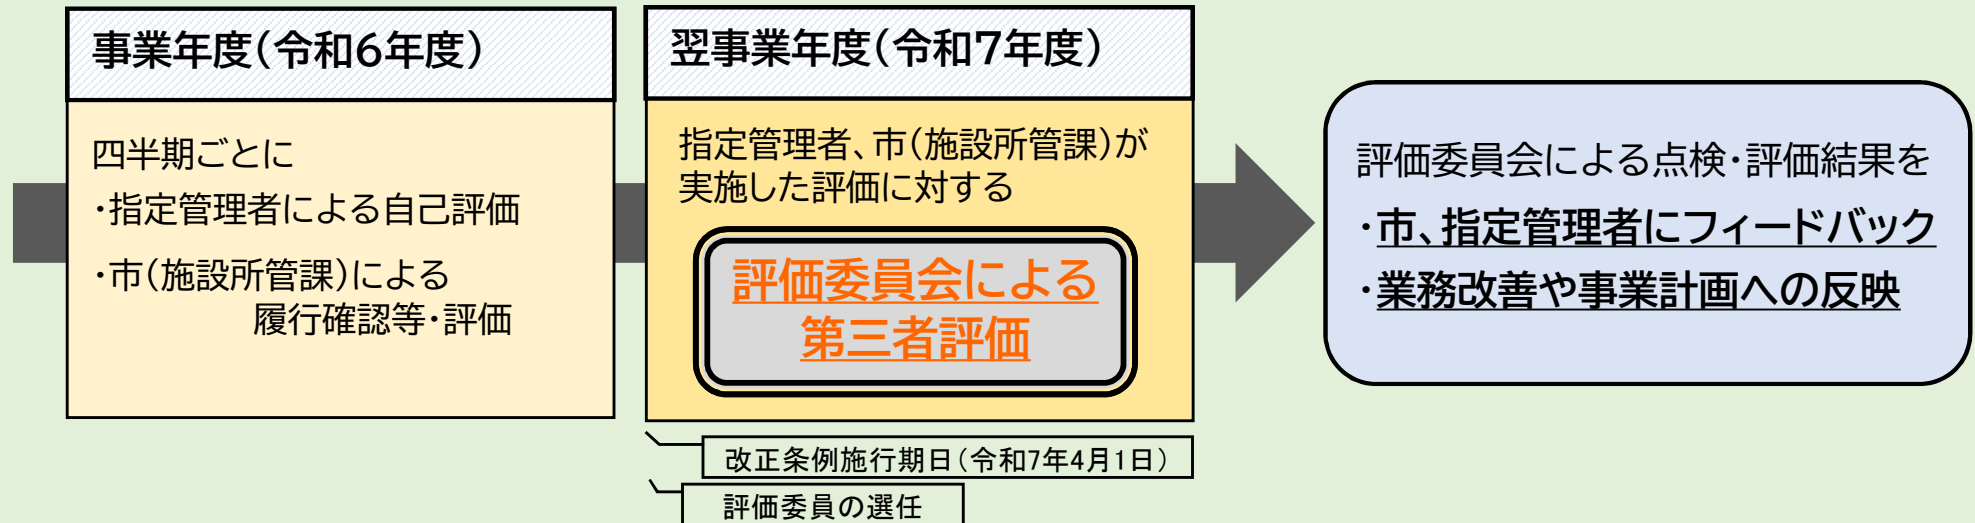 事業年度(令和6年度)
四半期ごとに
・指定管理者による自己評価
・市(施設所管課)による
履行確認等・評価
翌事業年度(令和7年度)
指定管理者、市(施設所管課)が
実施した評価に対する
評価委員会による
第三者評価
改正条例施行期日(令和7年4月1日)
評価委員の選任
評価委員会による点検・評価結果を
・市、指定管理者にフィードバック
・業務改善や事業計画への反映